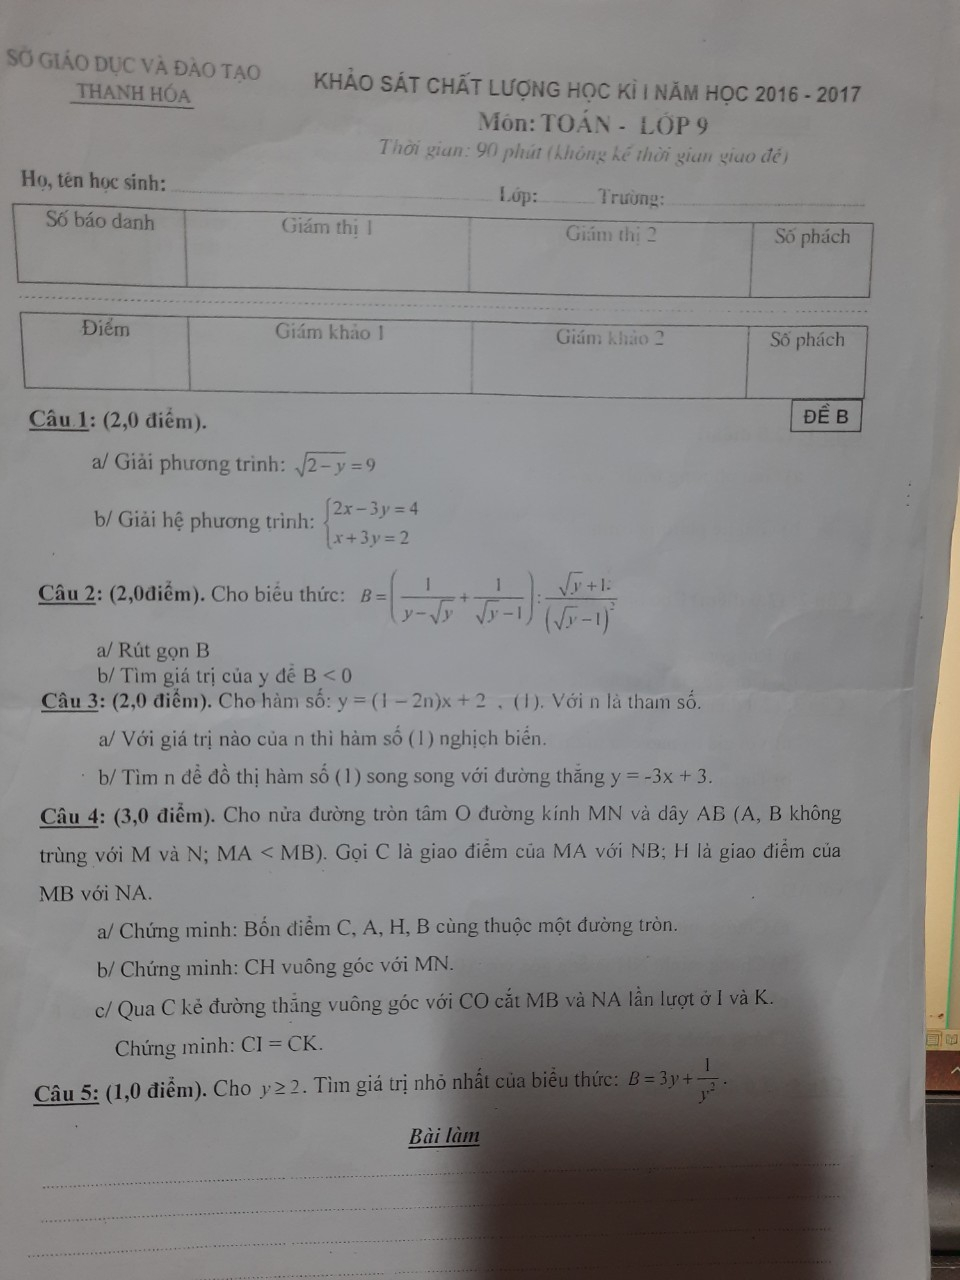 SỞ GIÁO DỤC VÀ ĐÀO TẠO
THANH HÓA
KHẢO SÁT CHẤT LƯỢNG HỌC KÌ I NĂM HỌC 2016 - 2017
Môn: TOÁN - LỚP 9
Thời gian: 90 phút (không kể thời gian giao đề)
Họ, tên học sinh: Lớp: Trường:
Số báo danh Giám thị 1 Giám thị 2 Số phách
Điểm Giám khảo 1 Giám khảo 2 Số phách
ĐỀ B
Câu 1: (2,0 điểm).
a/ Giải phương trình: √(2-y) = 9
b/ Giải hệ phương trình: { 2x-3y=4
x+3y=2
Câu 2: (2,0điểm). Cho biểu thức: B = (1/(y-√y) + 1/(√y-1)) : (√y+1)/(√y-1)²
a/ Rút gọn B
b/ Tìm giá trị của y để B < 0
Câu 3: (2,0 điểm). Cho hàm số: y = (1 – 2n)x + 2 , (1). Với n là tham số.
a/ Với giá trị nào của n thì hàm số (1) nghịch biến.
b/ Tìm n để đồ thị hàm số (1) song song với đường thẳng y = -3x + 3.
Câu 4: (3,0 điểm). Cho nửa đường tròn tâm O đường kính MN và dây AB (A, B không
trùng với M và N; MA < MB). Gọi C là giao điểm của MA với NB; H là giao điểm của
MB với NA.
a/ Chứng minh: Bốn điểm C, A, H, B cùng thuộc một đường tròn.
b/ Chứng minh: CH vuông góc với MN.
c/ Qua C kẻ đường thẳng vuông góc với CO cắt MB và NA lần lượt ở I và K.
Chứng minh: CI = CK.
Câu 5: (1,0 điểm). Cho y ≥ 2. Tìm giá trị nhỏ nhất của biểu thức: B = 3y + 1/y².
Bài làm